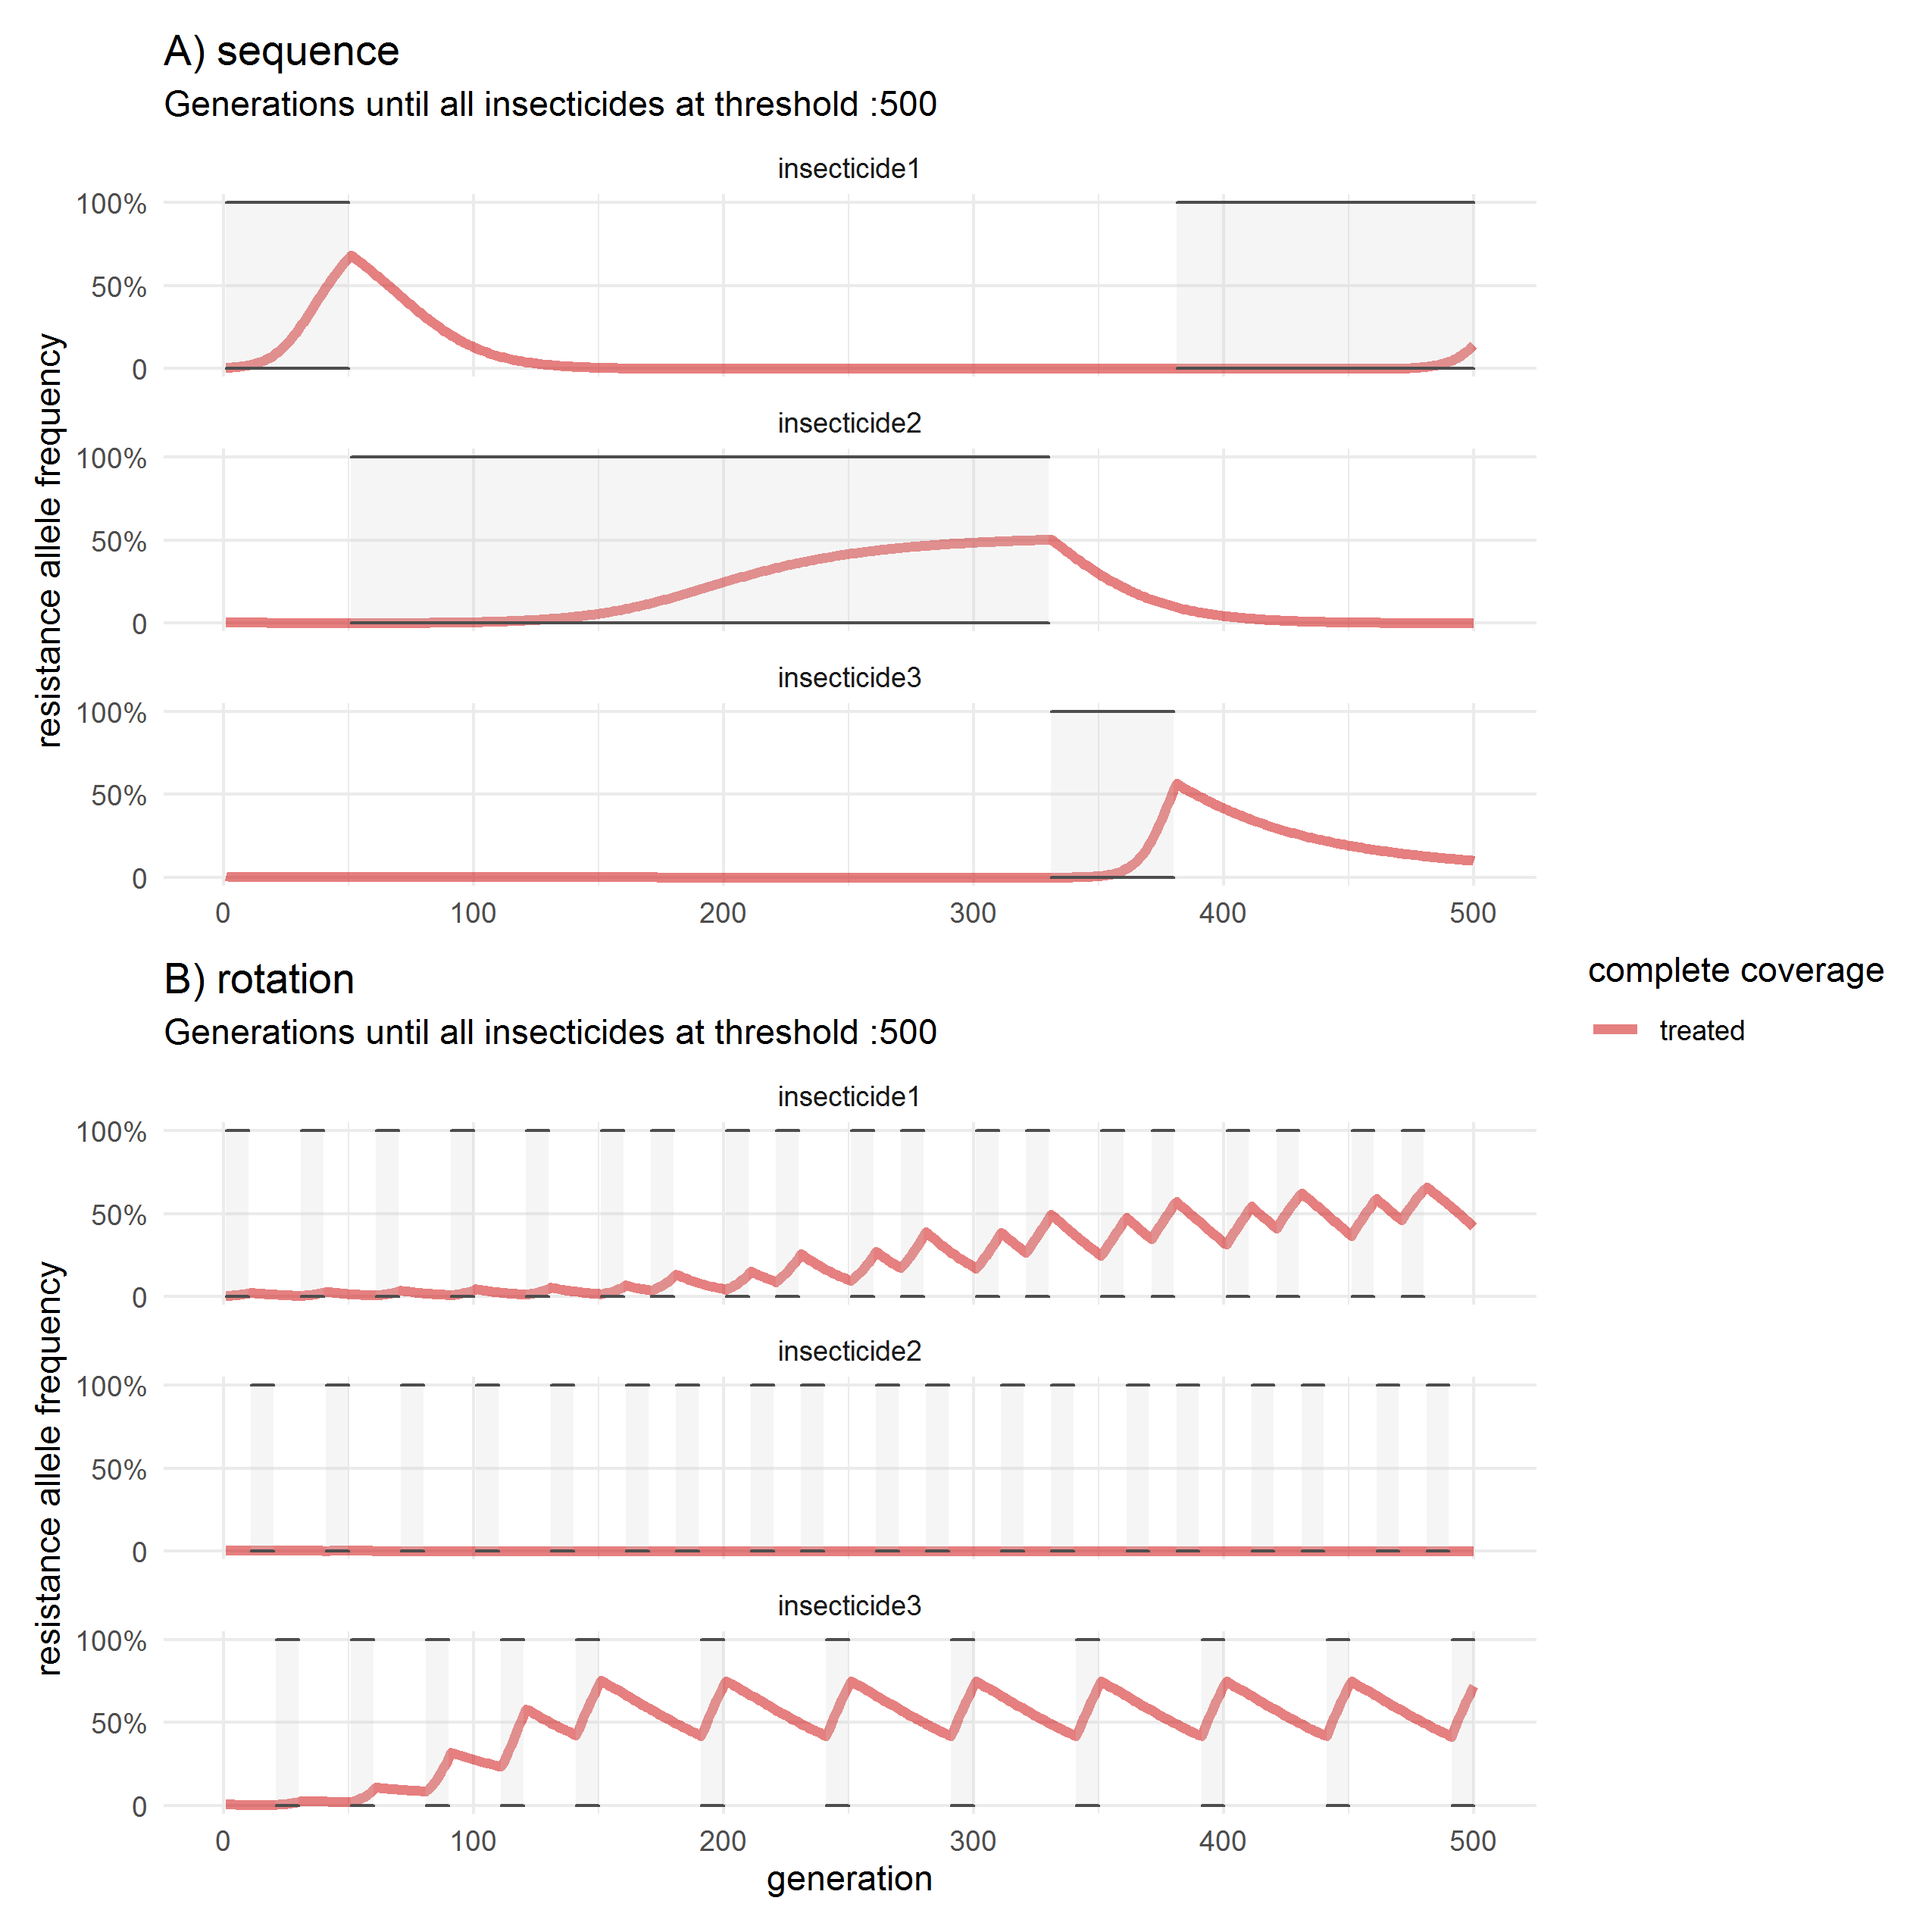 A) sequence
Generations until all insecticides at threshold :500
insecticide1
100%
50%
0
insecticide2
100%
50%
0
insecticide3
100%
50%
0
0 100 200 300 400 500
resistance allele frequency
B) rotation
Generations until all insecticides at threshold :500
insecticide1
100%
50%
0
insecticide2
100%
50%
0
insecticide3
100%
50%
0
0 100 200 300 400 500
resistance allele frequency
generation
complete coverage
treated